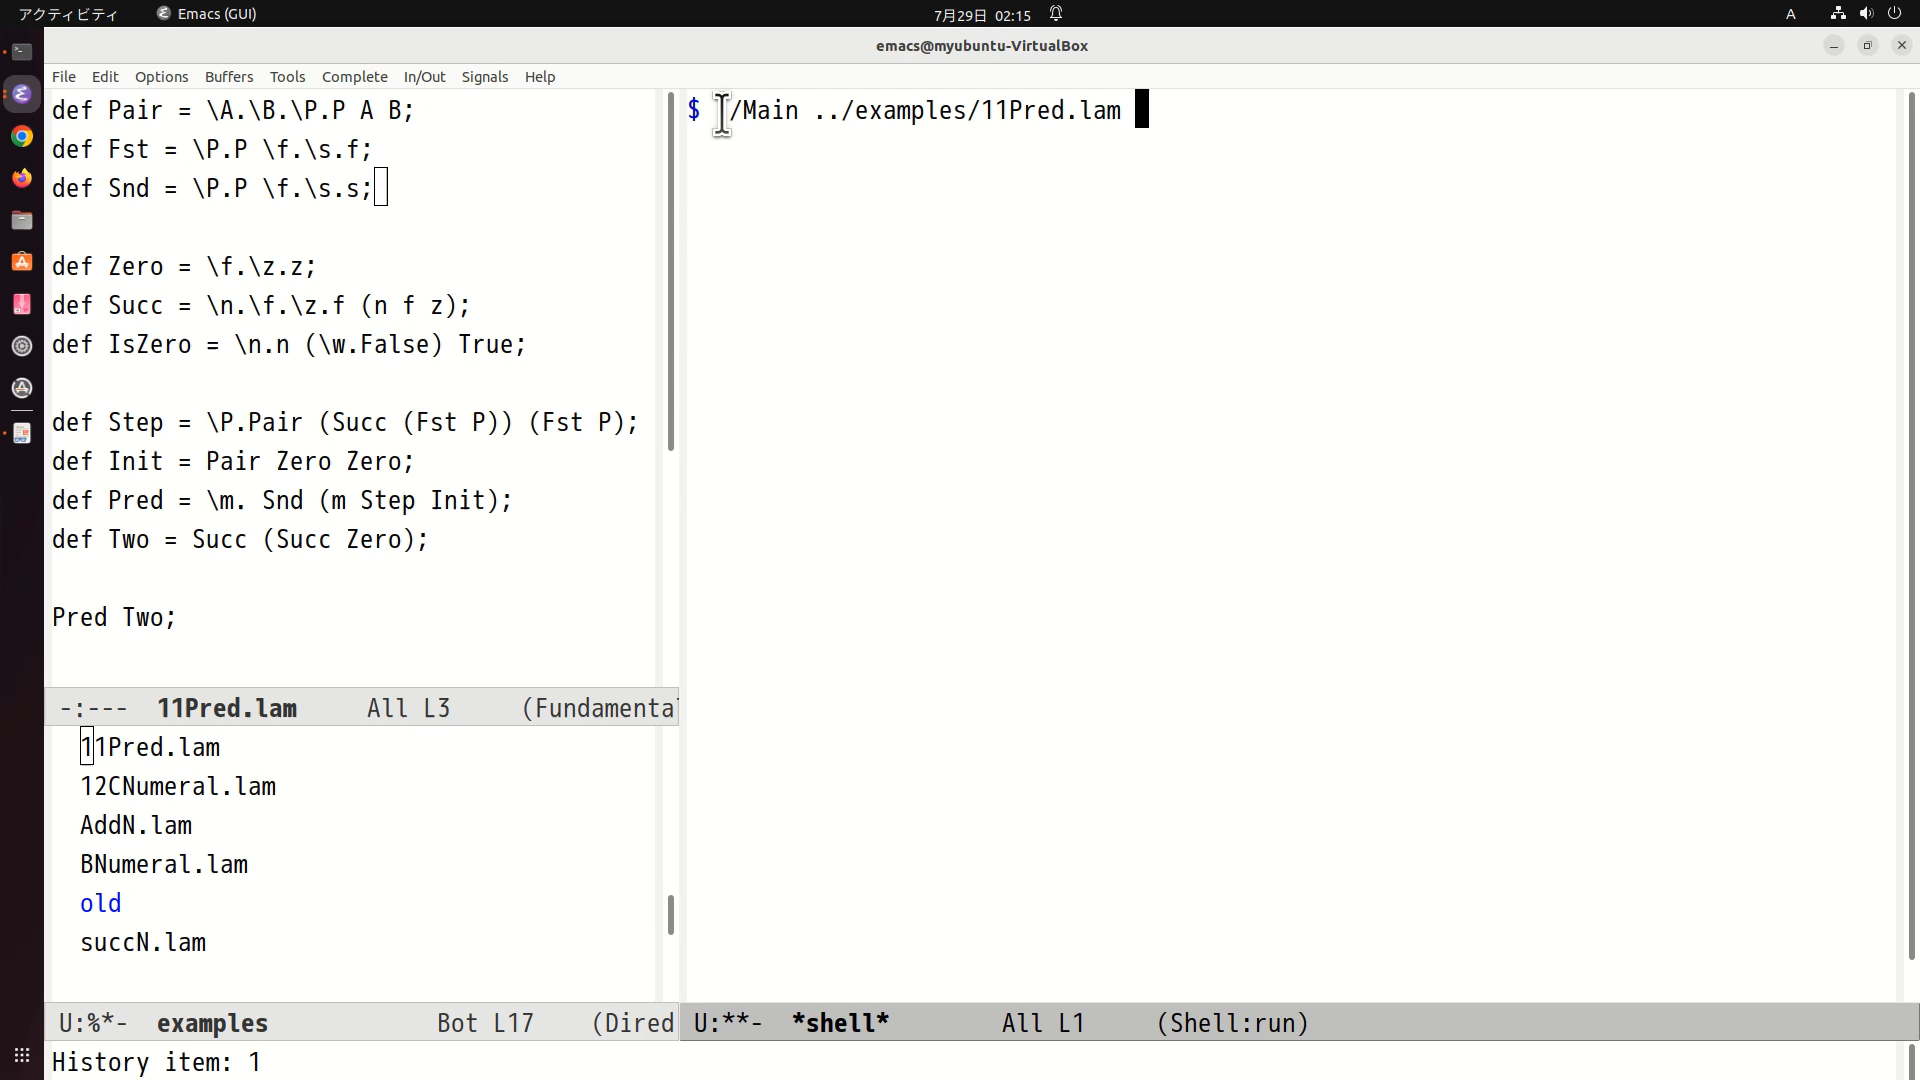 アクティビティ Emacs (GUI) 7月29日 02:15 A
emacs@myubuntu-VirtualBox
File Edit Options Buffers Tools Complete In/Out Signals Help
def Pair = \A.\B.\P.P A B;
def Fst = \P.P \f.\s.f;
def Snd = \P.P \f.\s.s;
def Zero = \f.\z.z;
def Succ = \n.\f.\z.f (n f z);
def IsZero = \n.n (\w.False) True;
def Step = \P.Pair (Succ (Fst P)) (Fst P);
def Init = Pair Zero Zero;
def Pred = \m. Snd (m Step Init);
def Two = Succ (Succ Zero);
Pred Two;
-:--- 11Pred.lam All L3 (Fundamental
11Pred.lam
12CNumeral.lam
AddN.lam
BNumeral.lam
old
succN.lam
U:%*- examples Bot L17 (Dired
$ ./Main ../examples/11Pred.lam
U:**- *shell* All L1 (Shell:run)
History item: 1